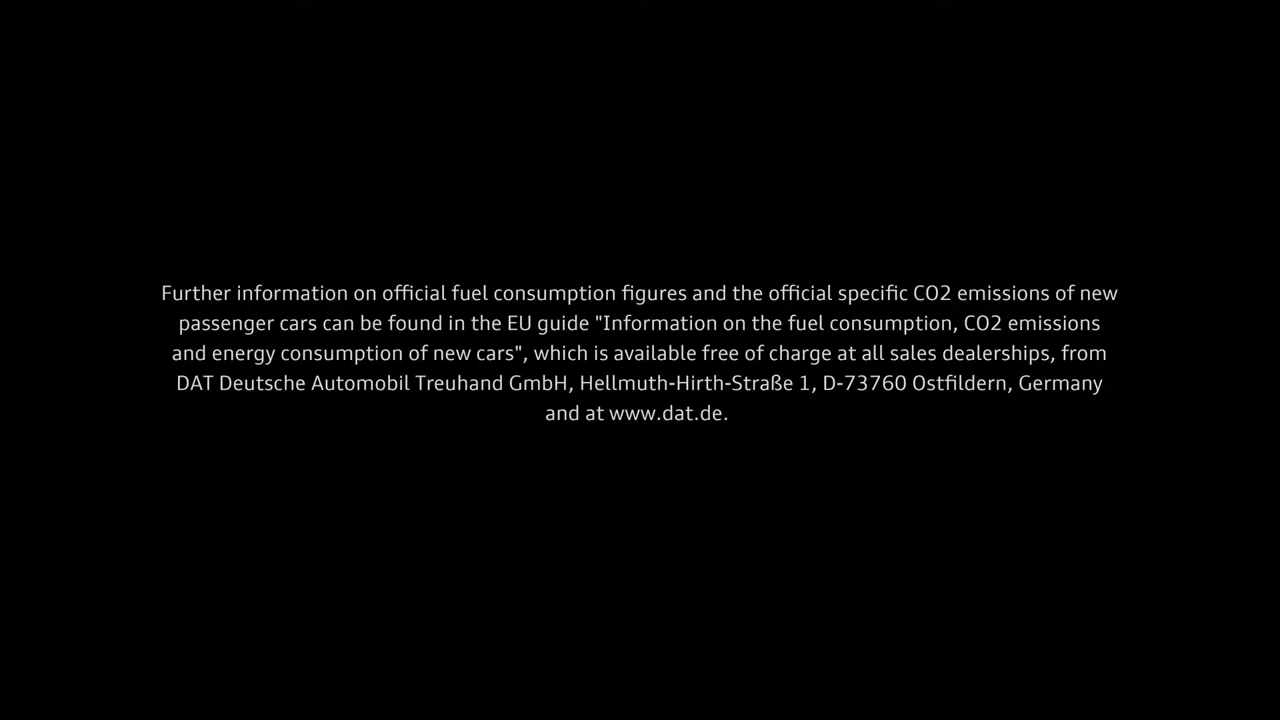 Further information on official fuel consumption figures and the official specific CO2 emissions of new
passenger cars can be found in the EU guide "Information on the fuel consumption, CO2 emissions
and energy consumption of new cars", which is available free of charge at all sales dealerships, from
DAT Deutsche Automobil Treuhand GmbH, Hellmuth-Hirth-Straße 1, D-73760 Ostfildern, Germany
and at www.dat.de.